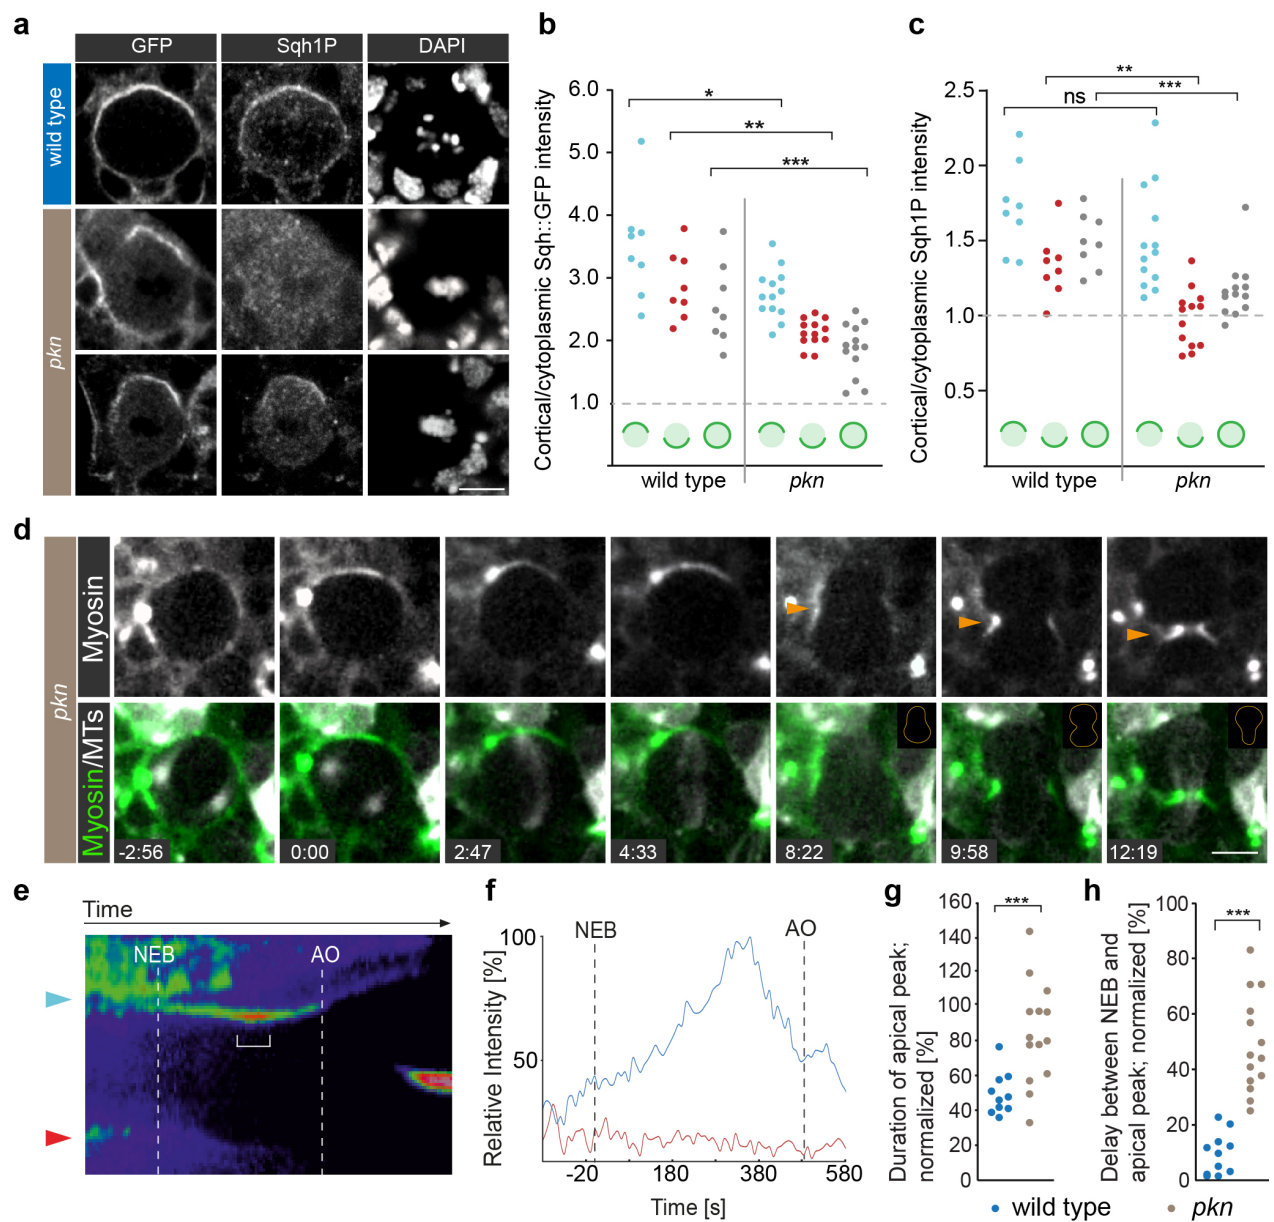 a
GFP
Sqh1P
DAPI
wild type
pkn
b
Cortical/cytoplasmic Sqh::GFP intensity
6.0
5.0
4.0
3.0
2.0
1.0
*
**
***
wild type
pkn
c
Cortical/cytoplasmic Sqh1P intensity
2.5
2.0
1.5
1.0
0.5
**
***
ns
wild type
pkn
d
pkn
Myosin
Myosin/MTs
-2:56
0:00
2:47
4:33
8:22
9:58
12:19
e
Time
NEB
AO
f
Relative Intensity [%]
100
50
NEB
AO
-20
180
380
580
Time [s]
g
Duration of apical peak;
normalized [%]
160
140
120
100
80
60
40
20
0
***
h
Delay between NEB and
apical peak; normalized [%]
100
80
60
40
20
0
***
wild type
pkn